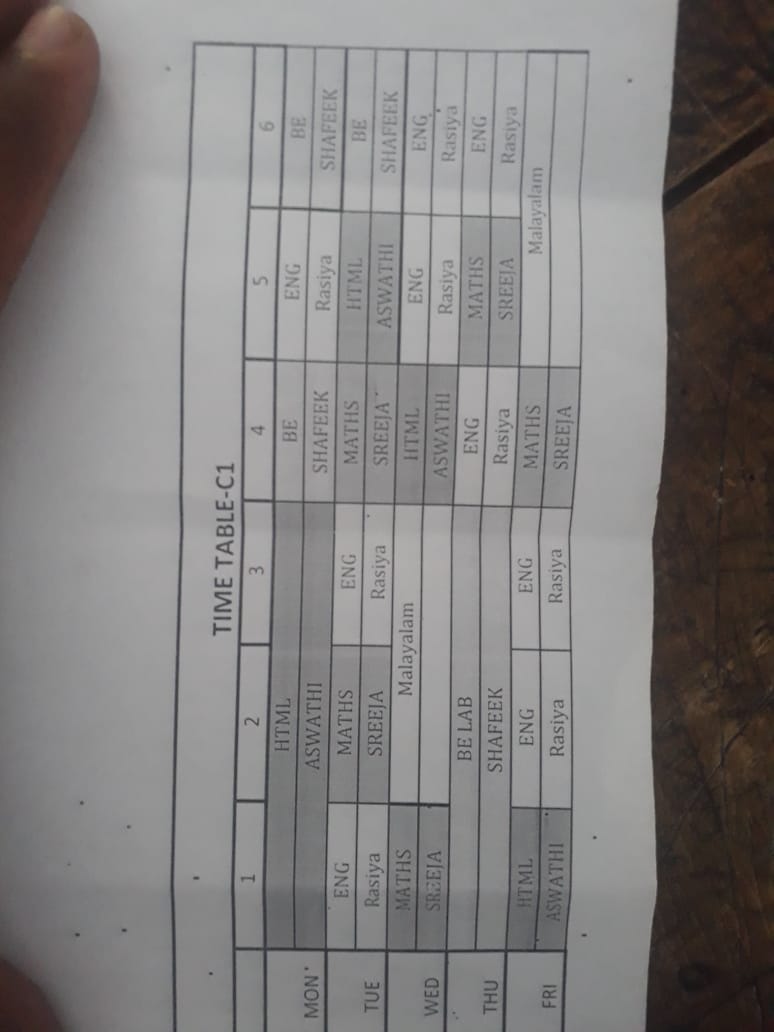 TIME TABLE-C1
1 2 3 4 5 6
MON HTML BE ENG BE
ASWATHI SHAFEEK Rasiya SHAFEEK
TUE ENG MATHS ENG MATHS HTML BE
Rasiya SREEJA Rasiya SREEJA ASWATHI SHAFEEK
WED MATHS Malayalam HTML ENG ENG
SREEJA ASWATHI Rasiya Rasiya
THU BE LAB ENG MATHS ENG
SHAFEEK Rasiya SREEJA Rasiya
FRI HTML ENG ENG MATHS Malayalam
ASWATHI Rasiya Rasiya SREEJA